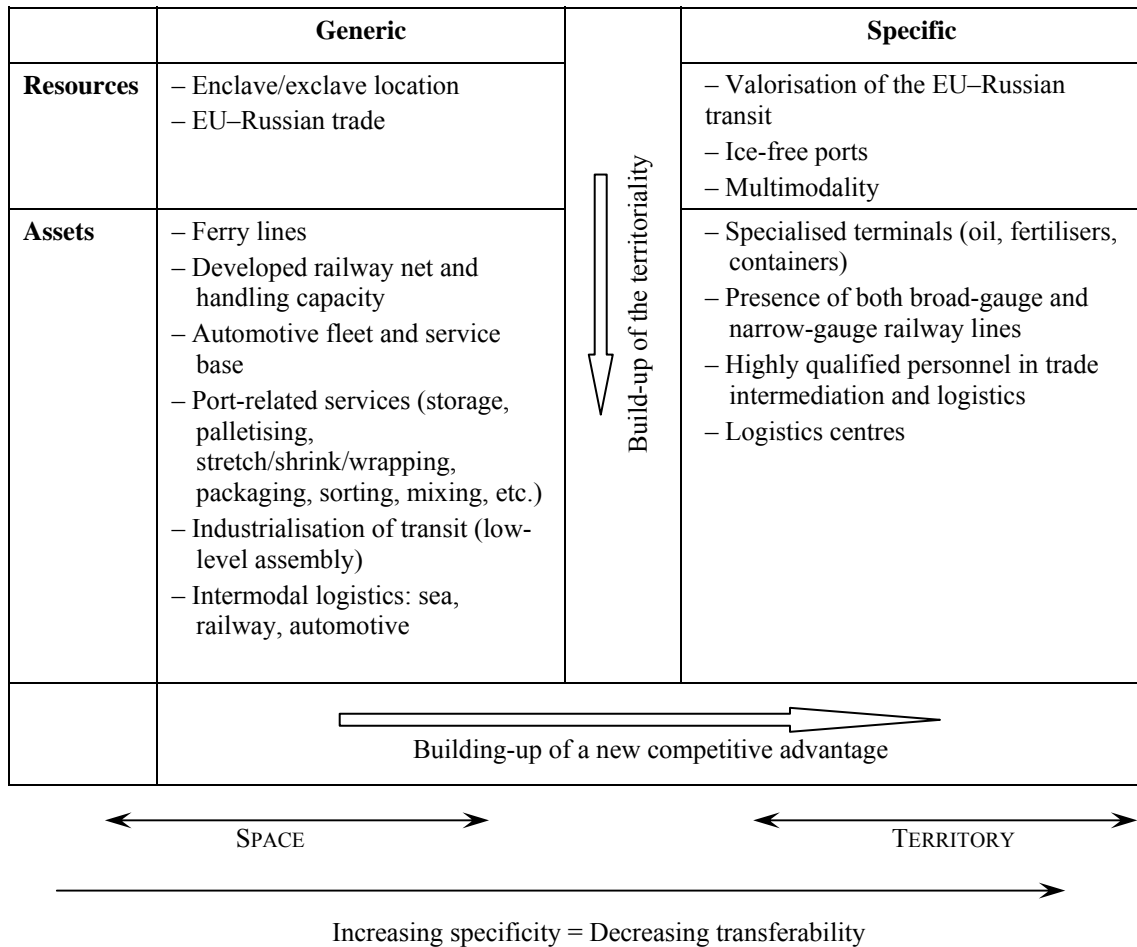 Generic
Specific
Resources
– Enclave/exclave location
– EU–Russian trade
– Valorisation of the EU–Russian
transit
– Ice-free ports
– Multimodality
Build-up of the territoriality
Assets
– Ferry lines
– Developed railway net and
handling capacity
– Automotive fleet and service
base
– Port-related services (storage,
palletising,
stretch/shrink/wrapping,
packaging, sorting, mixing, etc.)
– Industrialisation of transit (low-
level assembly)
– Intermodal logistics: sea,
railway, automotive
– Specialised terminals (oil, fertilisers,
containers)
– Presence of both broad-gauge and
narrow-gauge railway lines
– Highly qualified personnel in trade
intermediation and logistics
– Logistics centres
Building-up of a new competitive advantage
SPACE
TERRITORY
Increasing specificity = Decreasing transferability